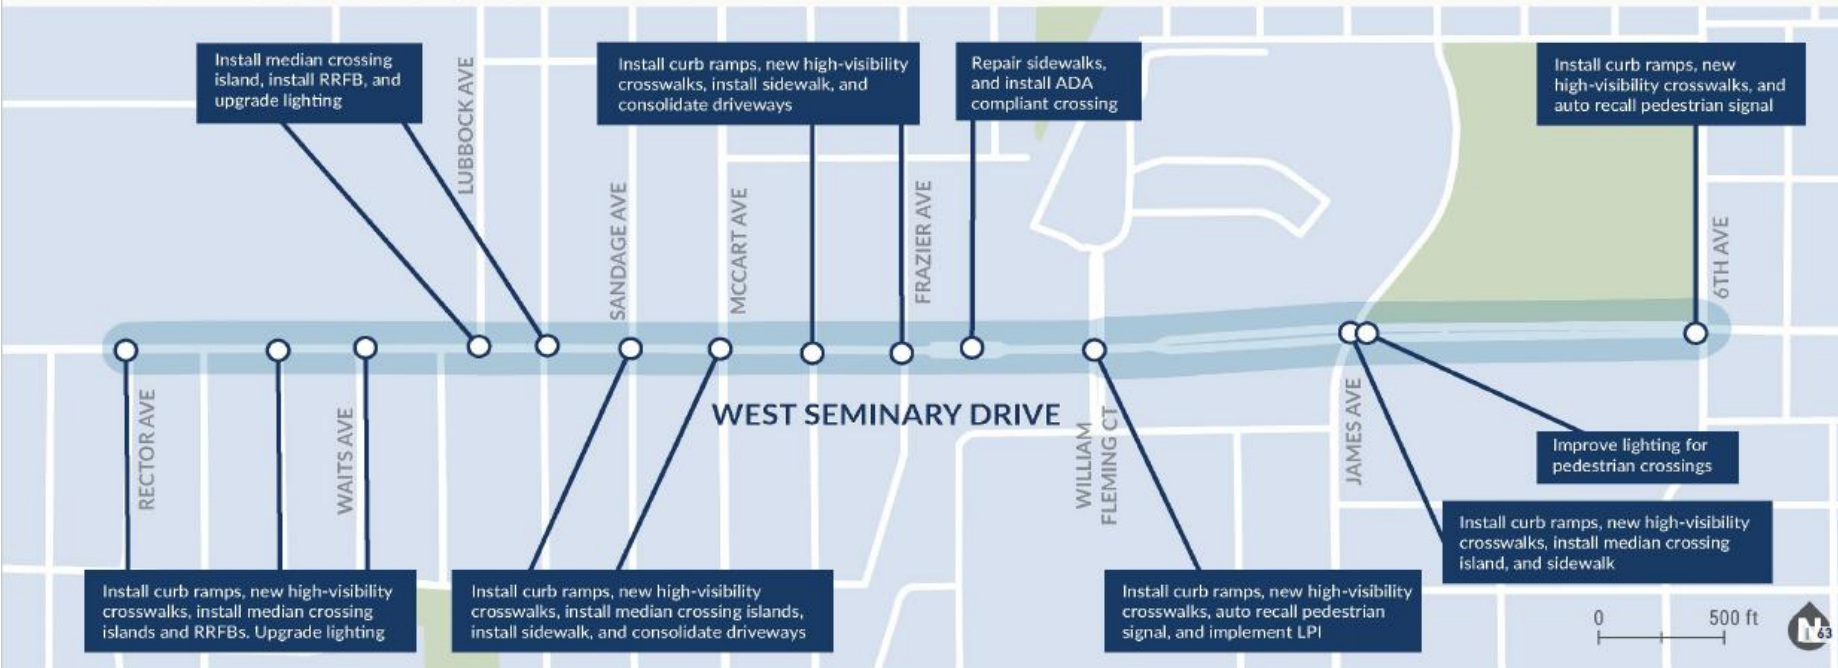 Install median crossing
island, install RRFB, and
upgrade lighting
LUBBOCK AVE
Install curb ramps, new high-visibility
crosswalks, install sidewalk, and
consolidate driveways
Repair sidewalks,
and install ADA
compliant crossing
Install curb ramps, new
high-visibility crosswalks, and
auto recall pedestrian signal
SANDAGE AVE
MCCART AVE
FRAZIER AVE
6TH AVE
WEST SEMINARY DRIVE
RECTOR AVE
WAITS AVE
WILLIAM
FLEMING CT
JAMES AVE
Improve lighting for
pedestrian crossings
Install curb ramps, new high-visibility
crosswalks, install median crossing
island, and sidewalk
Install curb ramps, new high-visibility
crosswalks, install median crossing
islands and RRFBs. Upgrade lighting
Install curb ramps, new high-visibility
crosswalks, install median crossing islands,
install sidewalk, and consolidate driveways
Install curb ramps, new high-visibility
crosswalks, auto recall pedestrian
signal, and implement LPI
0 500 ft
N
63